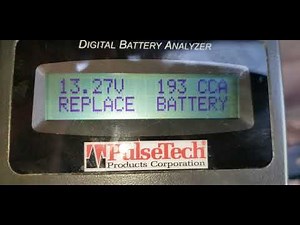 DIGITAL BATTERY ANALYZER
13.27V 193 CCA
REPLACE BATTERY
PulseTech
Products Corporation